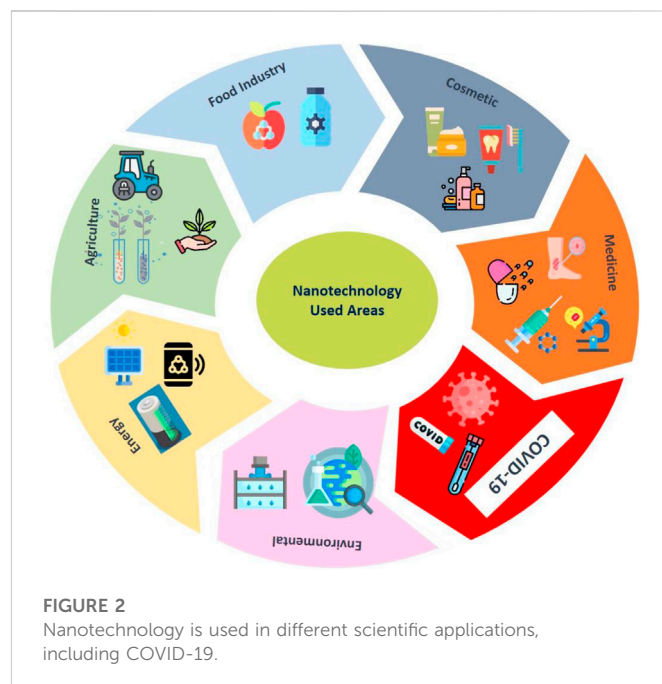 Food Industry
Cosmetic
Agriculture
Medicine
Nanotechnology
Used Areas
Energy
COVID
COVID-19
Environmental
FIGURE 2
Nanotechnology is used in different scientific applications,
including COVID-19.